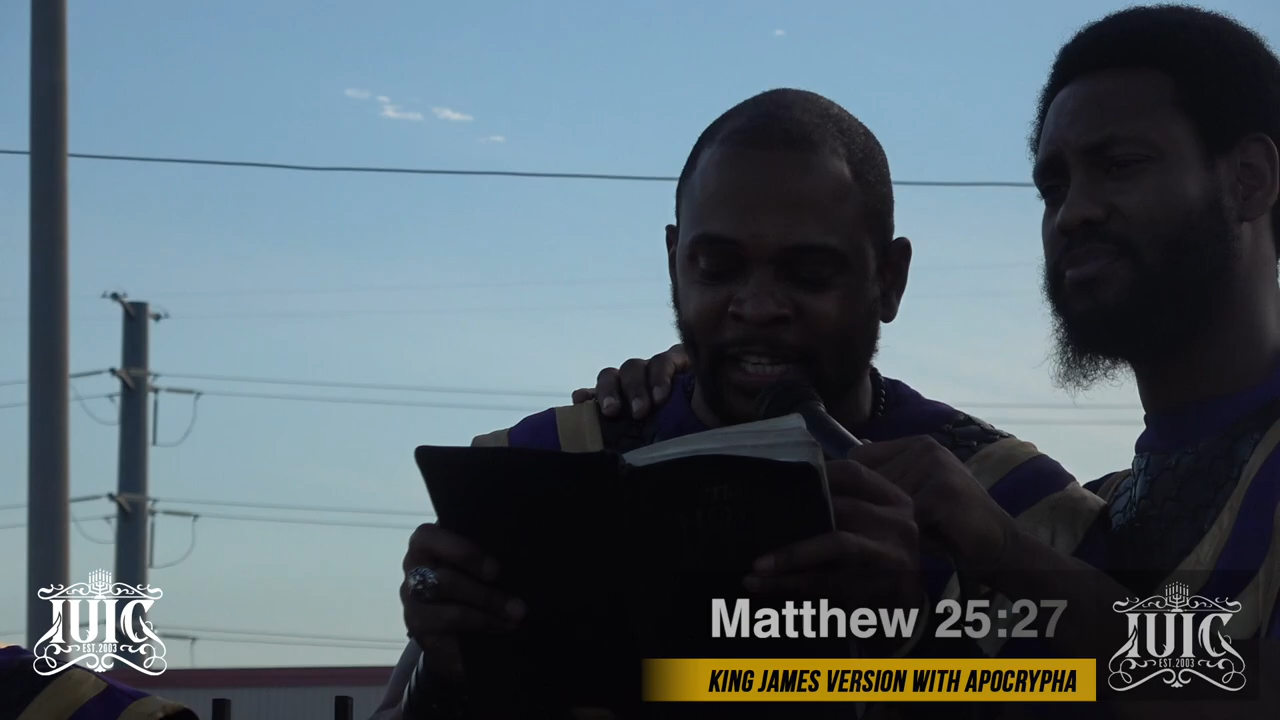 Matthew 25:27
KING JAMES VERSION WITH APOCRYPHA
IUIC
EST. 2003
IUIC
EST. 2003